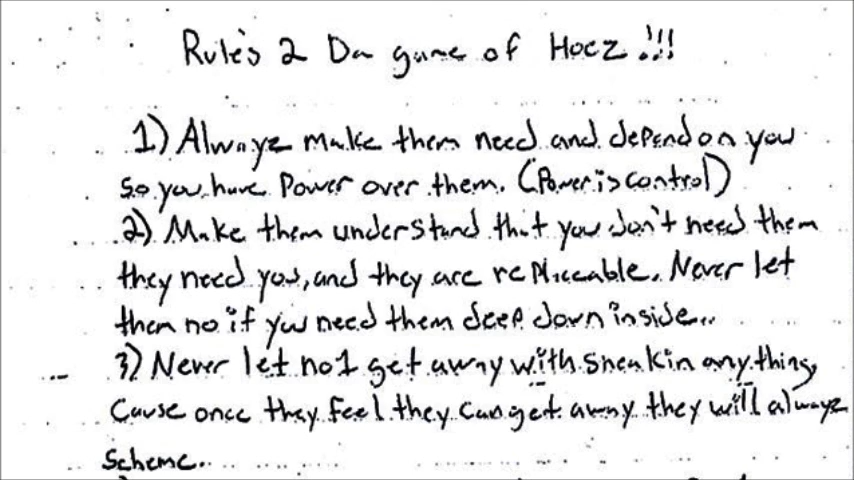 Rule's 2 Da game of Hoez!!!
1) Alwayz make them need and depend on you
so you have Power over them. (Power is control)
2) Make them understand that you don't need them
they need you, and they are replaceable. Never let
them no if you need them deep down inside..
3) Never let no1 get away with sneakin anything,
Cause once they feel they can get away they will alwayz
scheme..